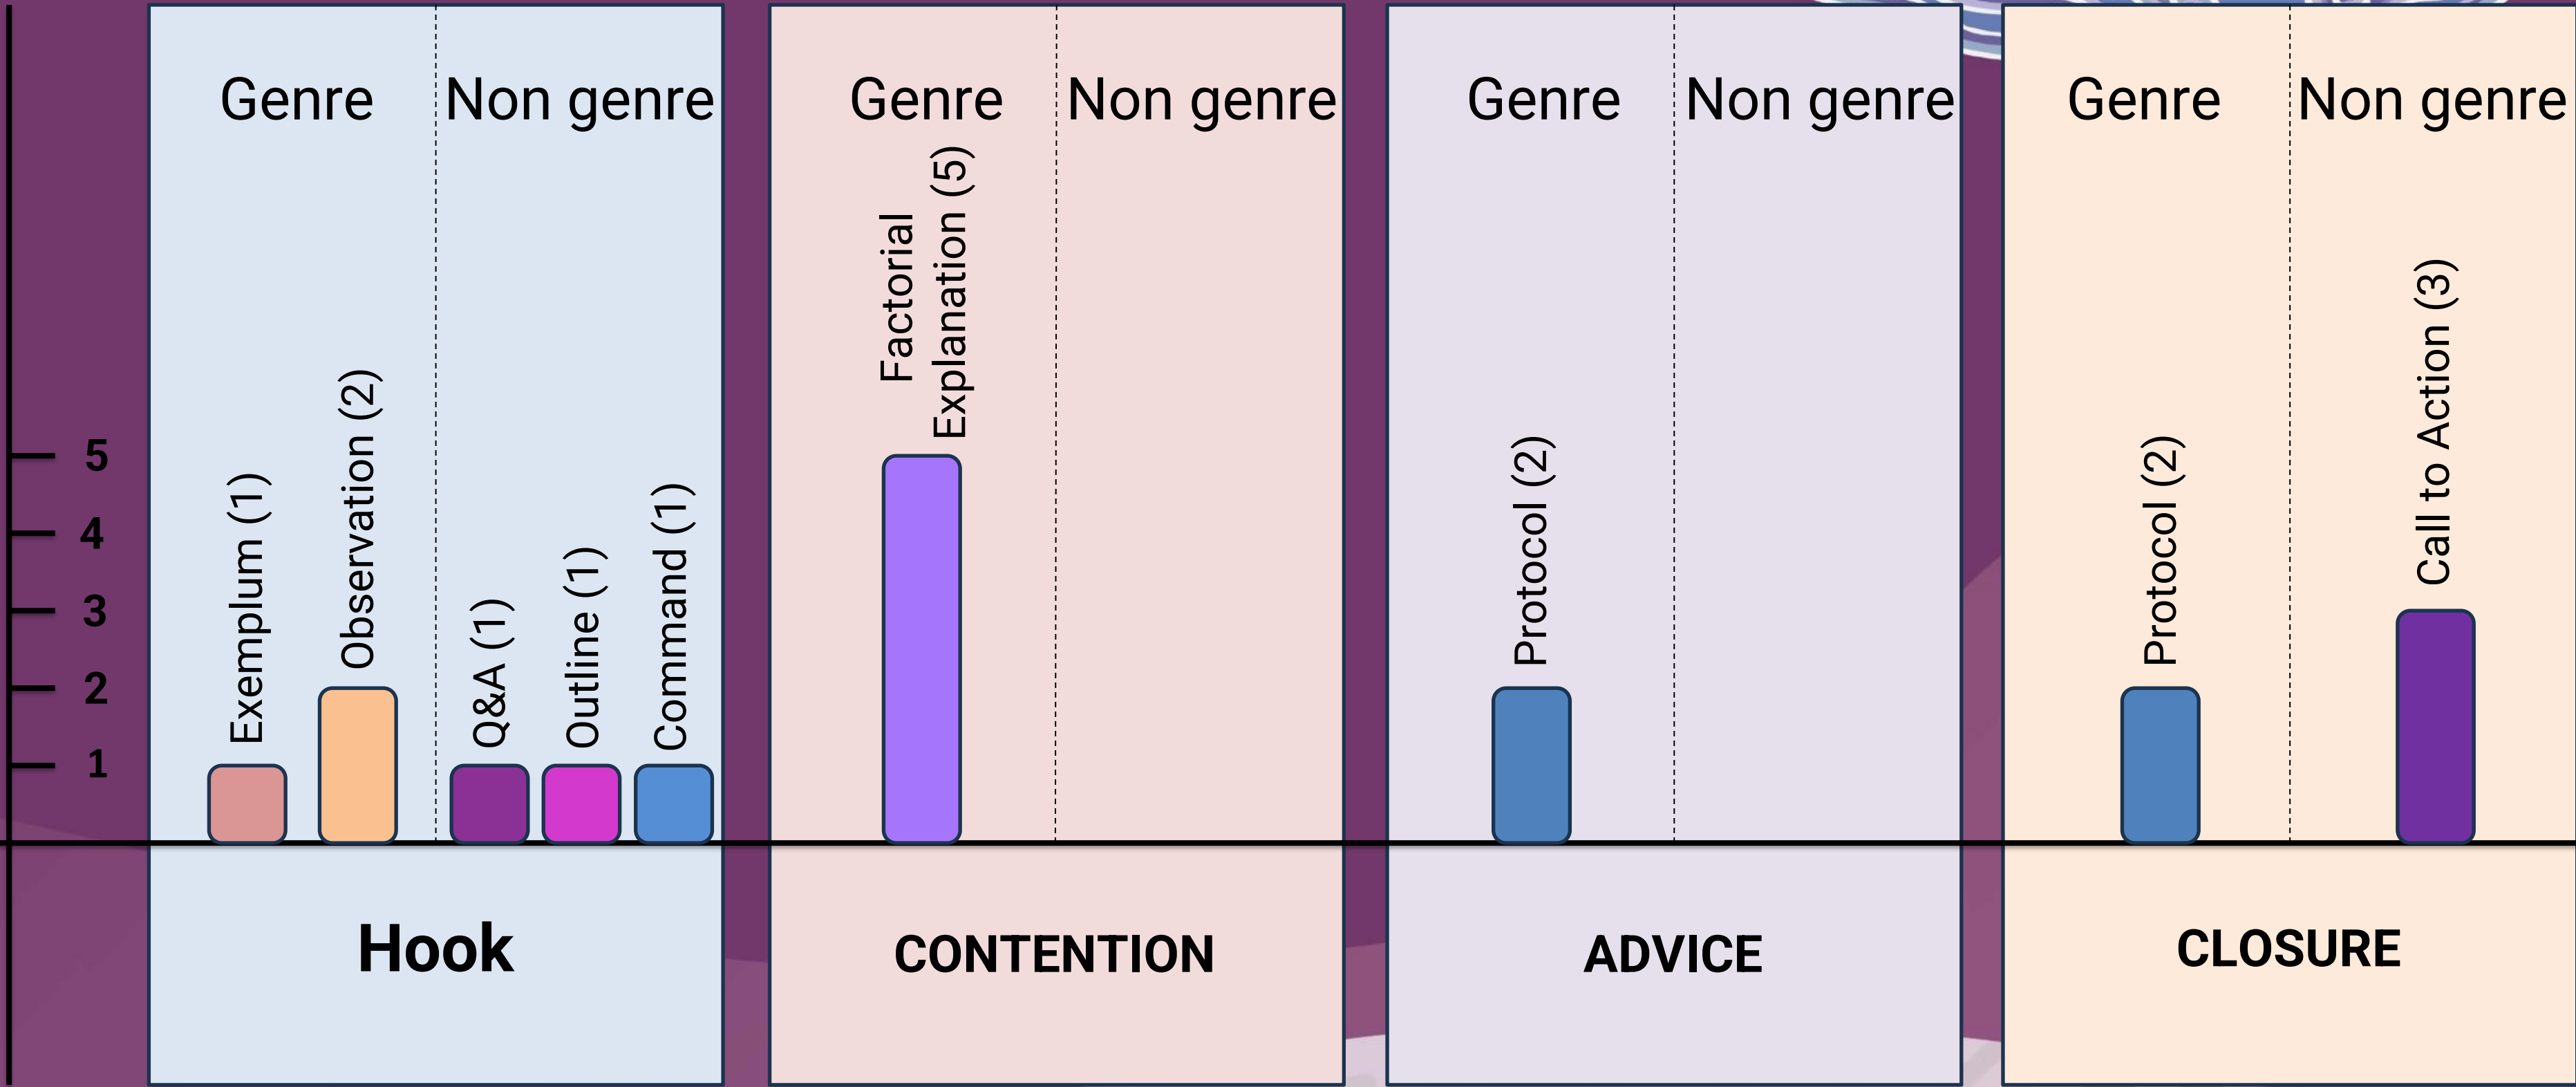 Genre
Non genre
Genre
Non genre
Genre
Non genre
Genre
Non genre
Exemplum (1)
Observation (2)
Q&A (1)
Outline (1)
Command (1)
Factorial
Explanation (5)
Protocol (2)
Protocol (2)
Call to Action (3)
5
4
3
2
1
Hook
CONTENTION
ADVICE
CLOSURE